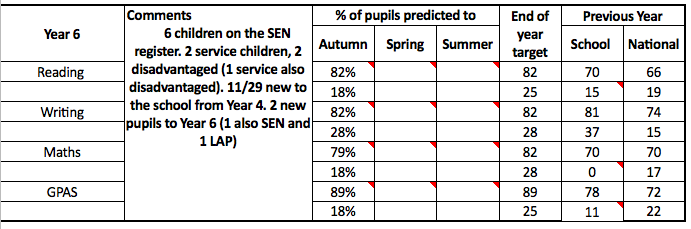 Year 6 Comments % of pupils predicted to End of year target Previous Year
Autumn Spring Summer School National
6 children on the SEN
register. 2 service children, 2
disadvantaged (1 service also
disadvantaged). 11/29 new to
the school from Year 4. 2 new
pupils to Year 6 (1 also SEN and
1 LAP)
Reading 82% 82 70 66
18% 25 15 19
Writing 82% 82 81 74
28% 28 37 15
Maths 79% 82 70 70
18% 28 0 17
GPAS 89% 89 78 72
18% 25 11 22